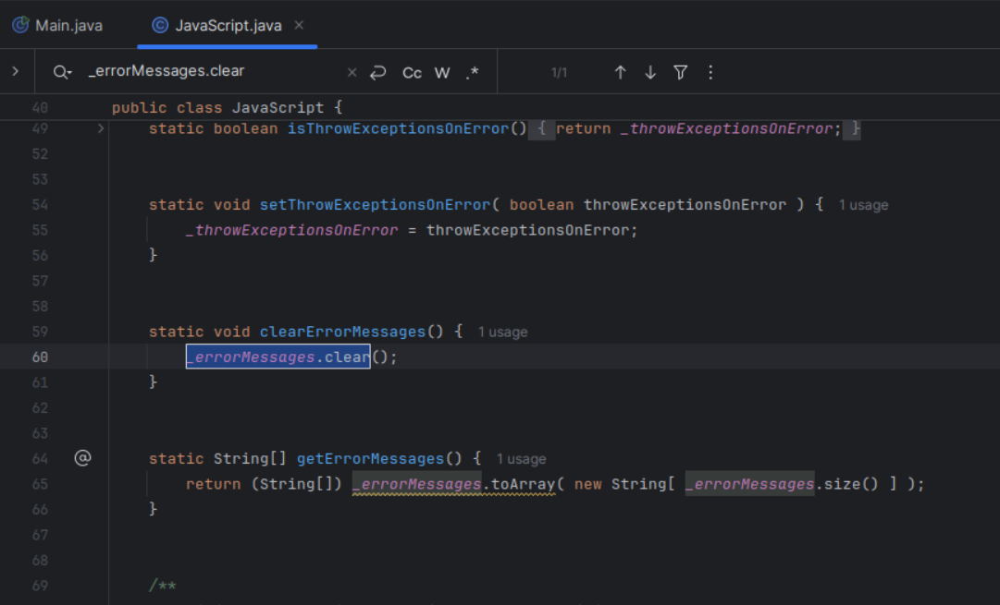 Main.java JavaScript.java
_errorMessages.clear Cc W .* 1/1
40 public class JavaScript {
49 static boolean isThrowExceptionsOnError() { return _throwExceptionsOnError; }
52
53
54 static void setThrowExceptionsOnError( boolean throwExceptionsOnError ) { 1 usage
55 _throwExceptionsOnError = throwExceptionsOnError;
56 }
57
58
59 static void clearErrorMessages() { 1 usage
60 _errorMessages.clear();
61 }
62
63
64 @ static String[] getErrorMessages() { 1 usage
65 return (String[]) _errorMessages.toArray( new String[ _errorMessages.size() ] );
66 }
67
68
69 /**